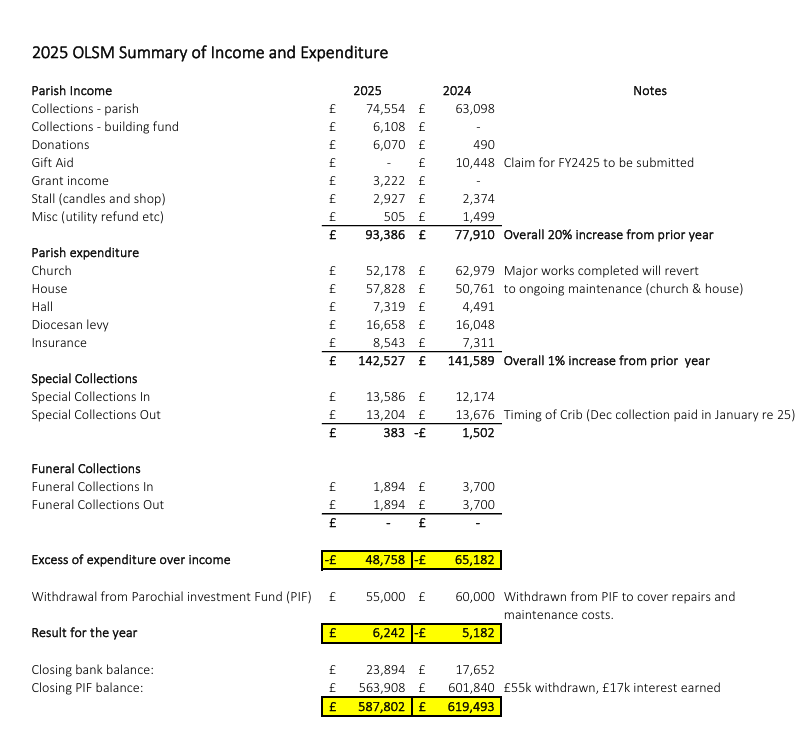 2025 OLSM Summary of Income and Expenditure
Parish Income 2025 2024 Notes
Collections - parish £ 74,554 £ 63,098
Collections - building fund £ 6,108 £ -
Donations £ 6,070 £ 490
Gift Aid £ - £ 10,448 Claim for FY2425 to be submitted
Grant income £ 3,222 £ -
Stall (candles and shop) £ 2,927 £ 2,374
Misc (utility refund etc) £ 505 £ 1,499
£ 93,386 £ 77,910 Overall 20% increase from prior year
Parish expenditure
Church £ 52,178 £ 62,979 Major works completed will revert
House £ 57,828 £ 50,761 to ongoing maintenance (church & house)
Hall £ 7,319 £ 4,491
Diocesan levy £ 16,658 £ 16,048
Insurance £ 8,543 £ 7,311
£ 142,527 £ 141,589 Overall 1% increase from prior year
Special Collections
Special Collections In £ 13,586 £ 12,174
Special Collections Out £ 13,204 £ 13,676 Timing of Crib (Dec collection paid in January re 25)
£ 383 -£ 1,502
Funeral Collections
Funeral Collections In £ 1,894 £ 3,700
Funeral Collections Out £ 1,894 £ 3,700
£ - £ -
Excess of expenditure over income -£ 48,758 -£ 65,182
Withdrawal from Parochial investment Fund (PIF) £ 55,000 £ 60,000 Withdrawn from PIF to cover repairs and
maintenance costs.
Result for the year £ 6,242 -£ 5,182
Closing bank balance: £ 23,894 £ 17,652
Closing PIF balance: £ 563,908 £ 601,840 £55k withdrawn, £17k interest earned
£ 587,802 £ 619,493